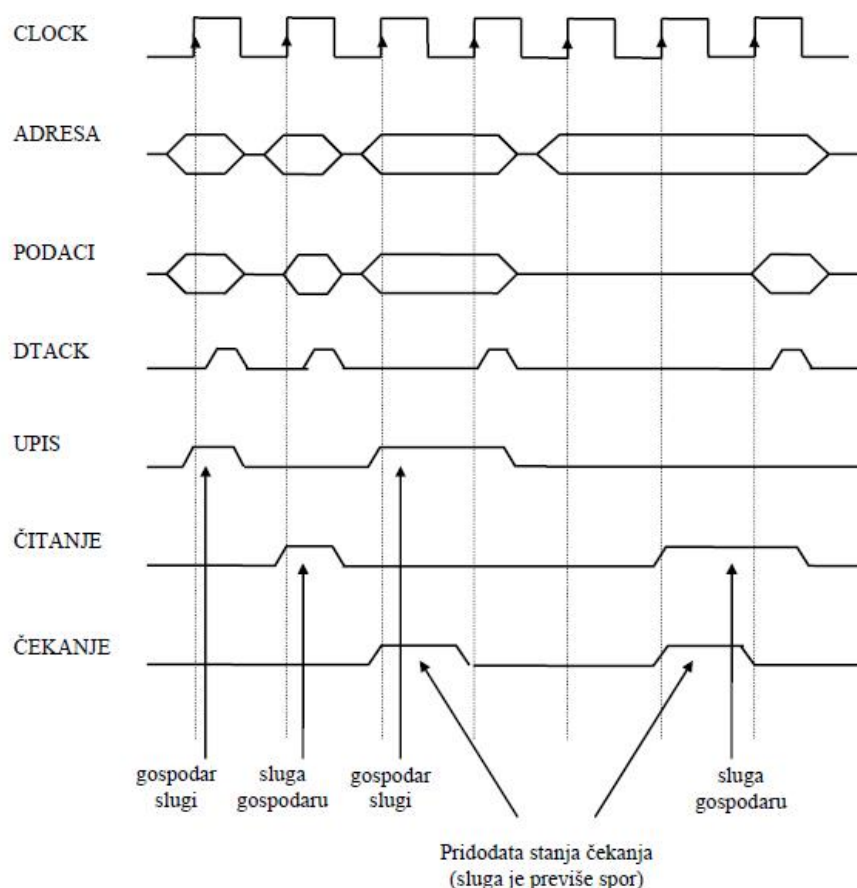 CLOCK
ADRESA
PODACI
DTACK
UPIS
ČITANJE
ČEKANJE
gospodar
slugi
sluga
gospodaru
gospodar
slugi
sluga
gospodaru
Pridodata stanja čekanja
(sluga je previše spor)